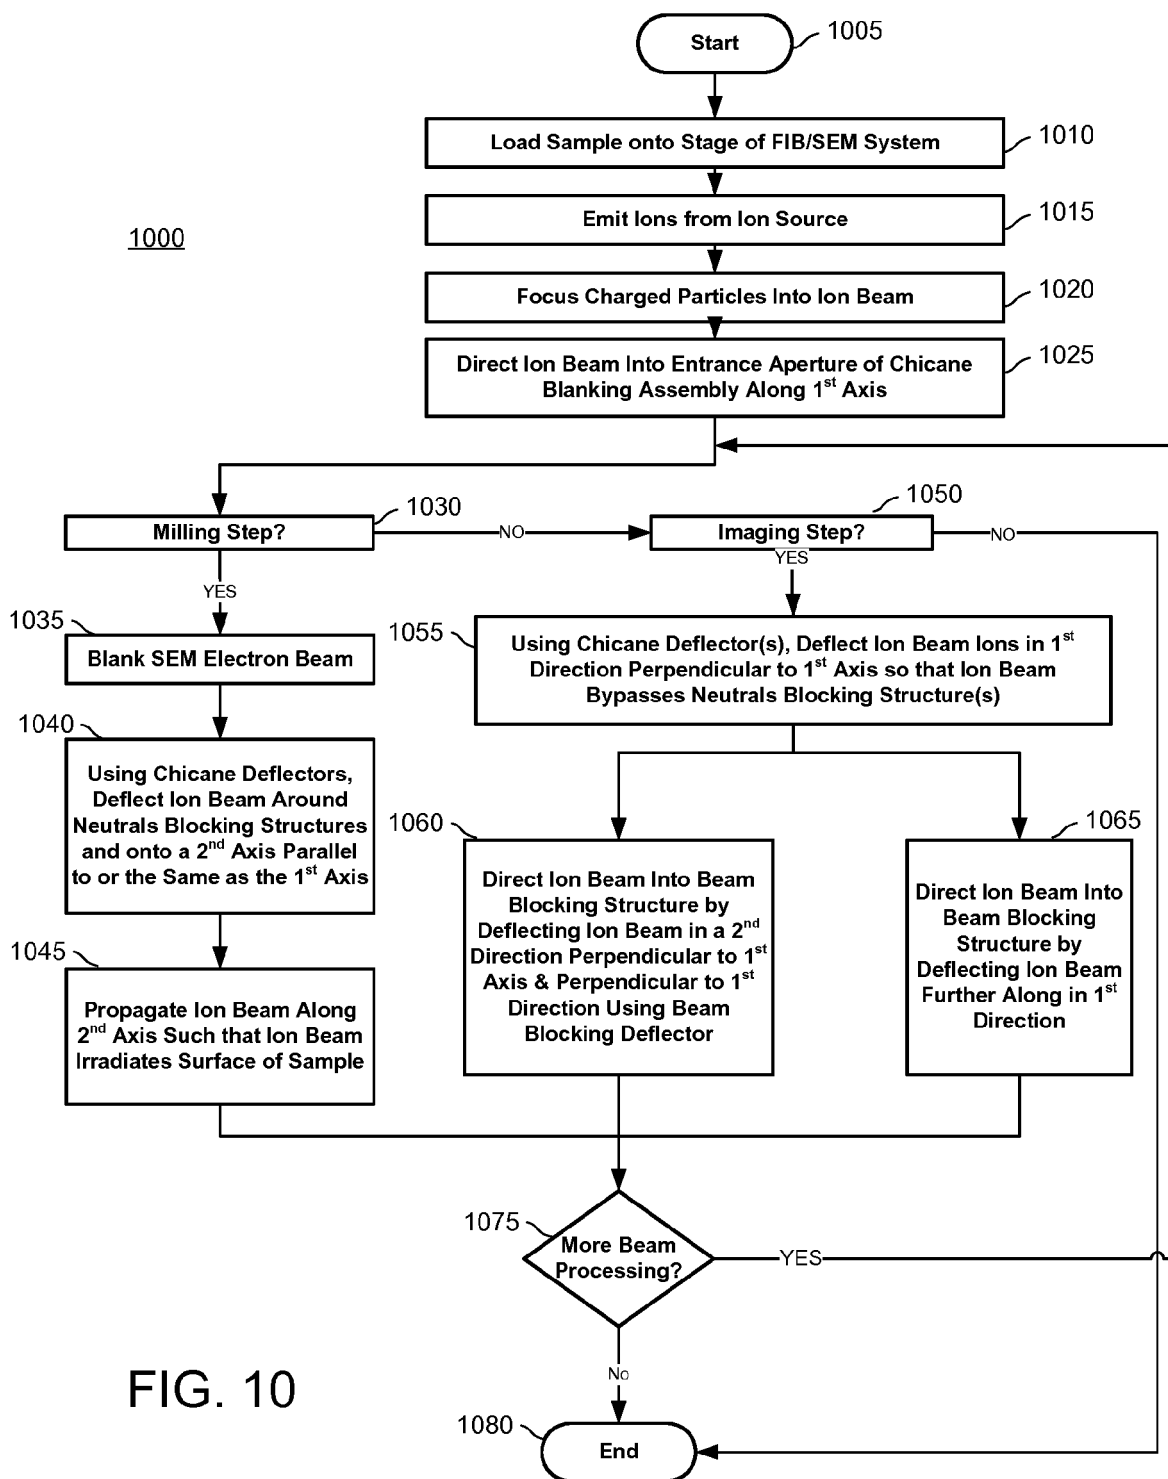 Start
1005
Load Sample onto Stage of FIB/SEM System
1010
Emit Ions from Ion Source
1015
1000
Focus Charged Particles Into Ion Beam
1020
Direct Ion Beam Into Entrance Aperture of Chicane
Blanking Assembly Along 1st Axis
1025
Milling Step?
1030
NO
Imaging Step?
1050
NO
YES
YES
1035
Blank SEM Electron Beam
1055
Using Chicane Deflector(s), Deflect Ion Beam Ions in 1st
Direction Perpendicular to 1st Axis so that Ion Beam
Bypasses Neutrals Blocking Structure(s)
1040
Using Chicane Deflectors,
Deflect Ion Beam Around
Neutrals Blocking Structures
and onto a 2nd Axis Parallel
to or the Same as the 1st Axis
1060
Direct Ion Beam Into Beam
Blocking Structure by
Deflecting Ion Beam in a 2nd
Direction Perpendicular to 1st
Axis & Perpendicular to 1st
Direction Using Beam
Blocking Deflector
1065
Direct Ion Beam Into
Beam Blocking
Structure by
Deflecting Ion Beam
Further Along in 1st
Direction
1045
Propagate Ion Beam Along
2nd Axis Such that Ion Beam
Irradiates Surface of Sample
1075
More Beam
Processing?
YES
No
FIG. 10
1080
End